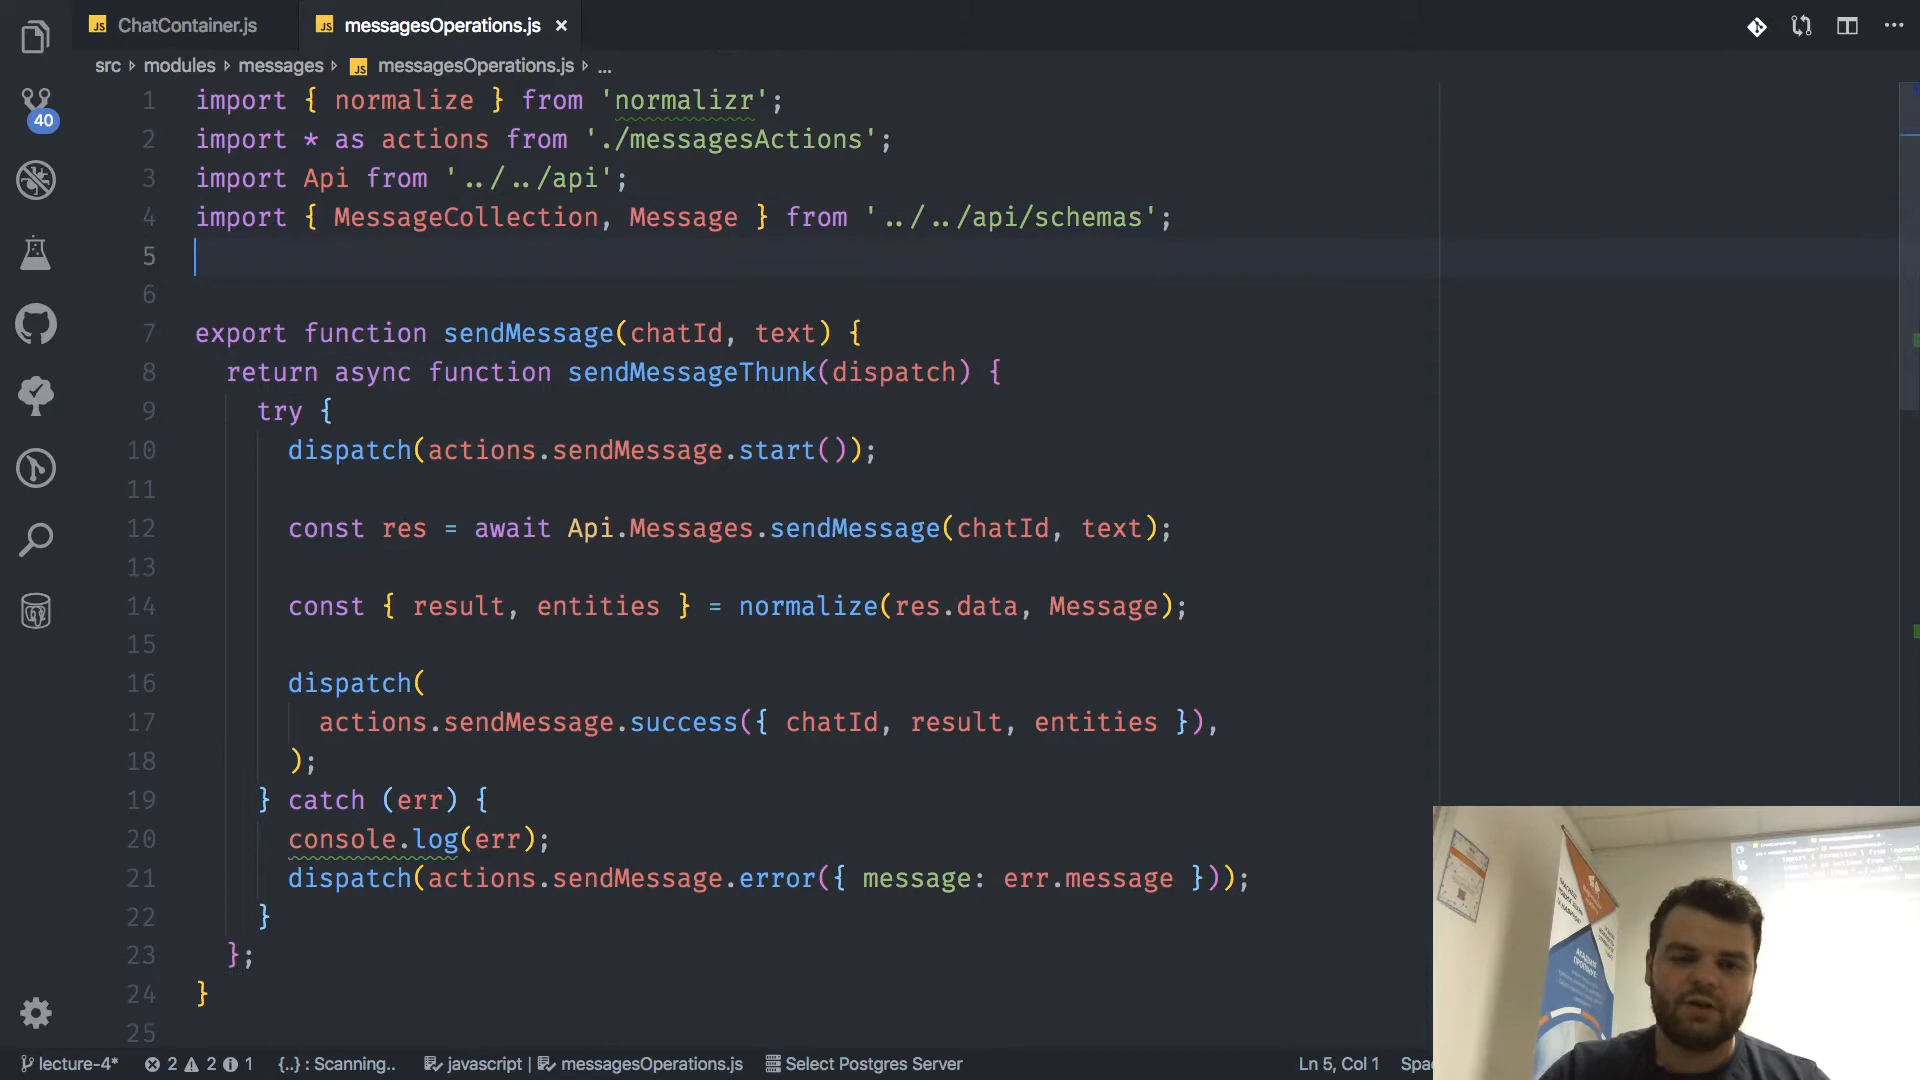 ChatContainer.js
messagesOperations.js ×
src › modules › messages › messagesOperations.js › ...
40
1 import { normalize } from 'normalizr';
2 import * as actions from './messagesActions';
3 import Api from '../../api';
4 import { MessageCollection, Message } from '../../api/schemas';
5
6
7 export function sendMessage(chatId, text) {
8 return async function sendMessageThunk(dispatch) {
9 try {
10 dispatch(actions.sendMessage.start());
11
12 const res = await Api.Messages.sendMessage(chatId, text);
13
14 const { result, entities } = normalize(res.data, Message);
15
16 dispatch(
17 actions.sendMessage.success({ chatId, result, entities }),
18 );
19 } catch (err) {
20 console.log(err);
21 dispatch(actions.sendMessage.error({ message: err.message }));
22 }
23 };
24 }
25
lecture-4* 2 2 1 {..} : Scanning.. javascript | messagesOperations.js Select Postgres Server Ln 5, Col 1 Spa